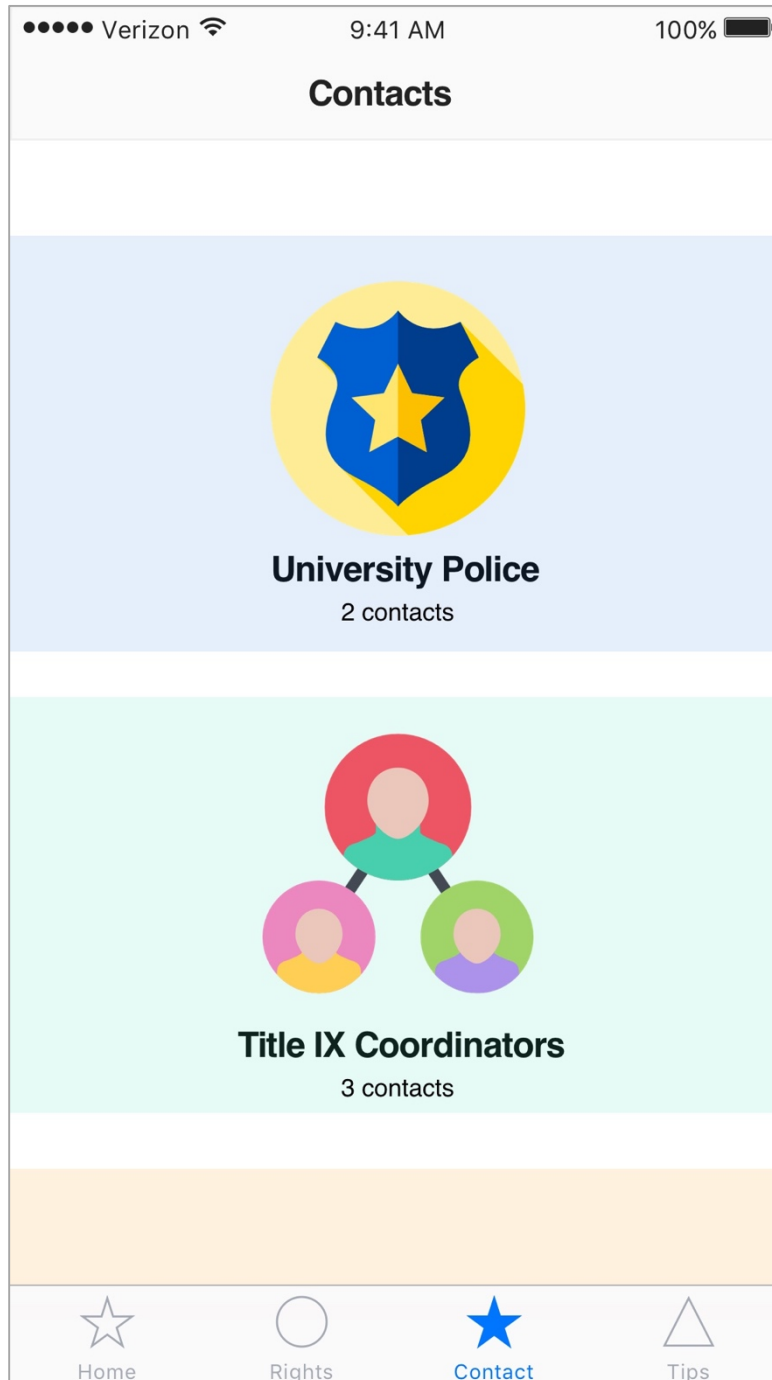 Verizon 9:41 AM 100%
Contacts
University Police
2 contacts
Title IX Coordinators
3 contacts
Home Rights Contact Tips